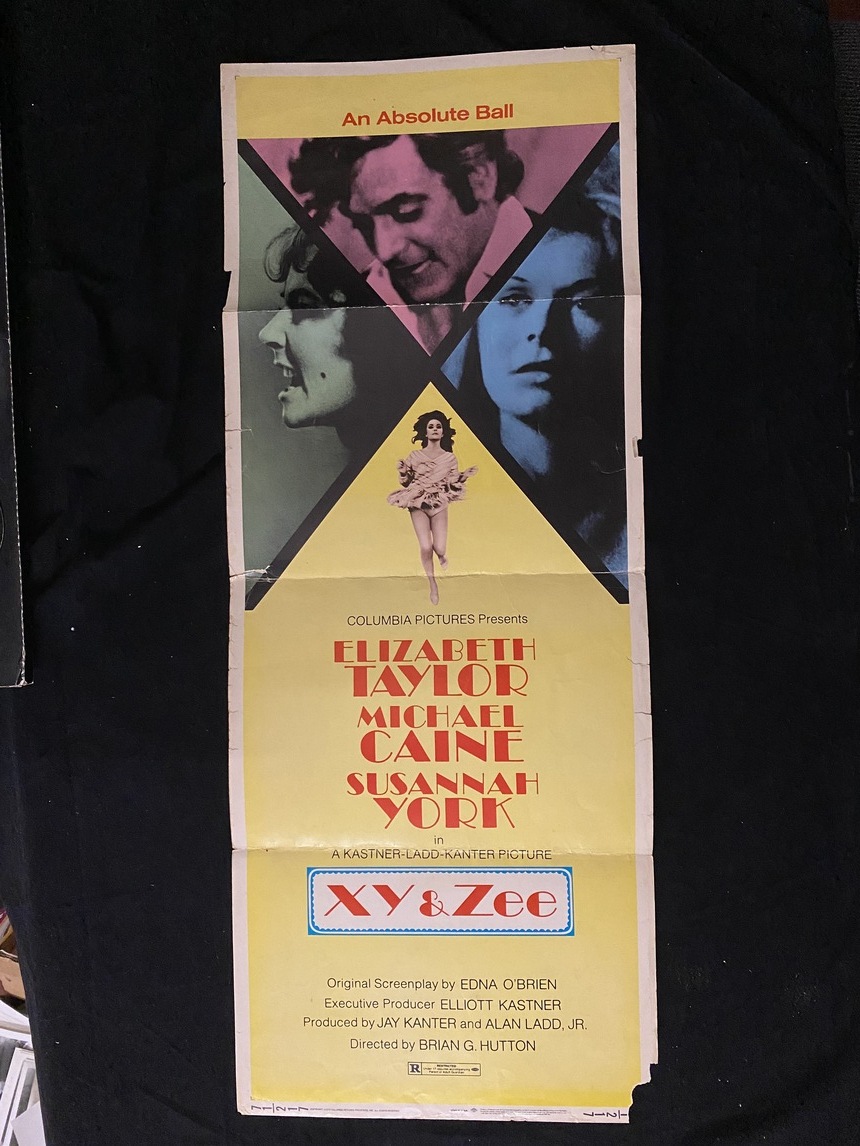 An Absolute Ball
COLUMBIA PICTURES Presents
ELIZABETH
TAYLOR
MICHAEL
CAINE
SUSANNAH
YORK
in
A KASTNER-LADD-KANTER PICTURE
XY & Zee
Original Screenplay by EDNA O'BRIEN
Executive Producer ELLIOTT KASTNER
Produced by JAY KANTER and ALAN LADD, JR.
Directed by BRIAN G. HUTTON
R RESTRICTED